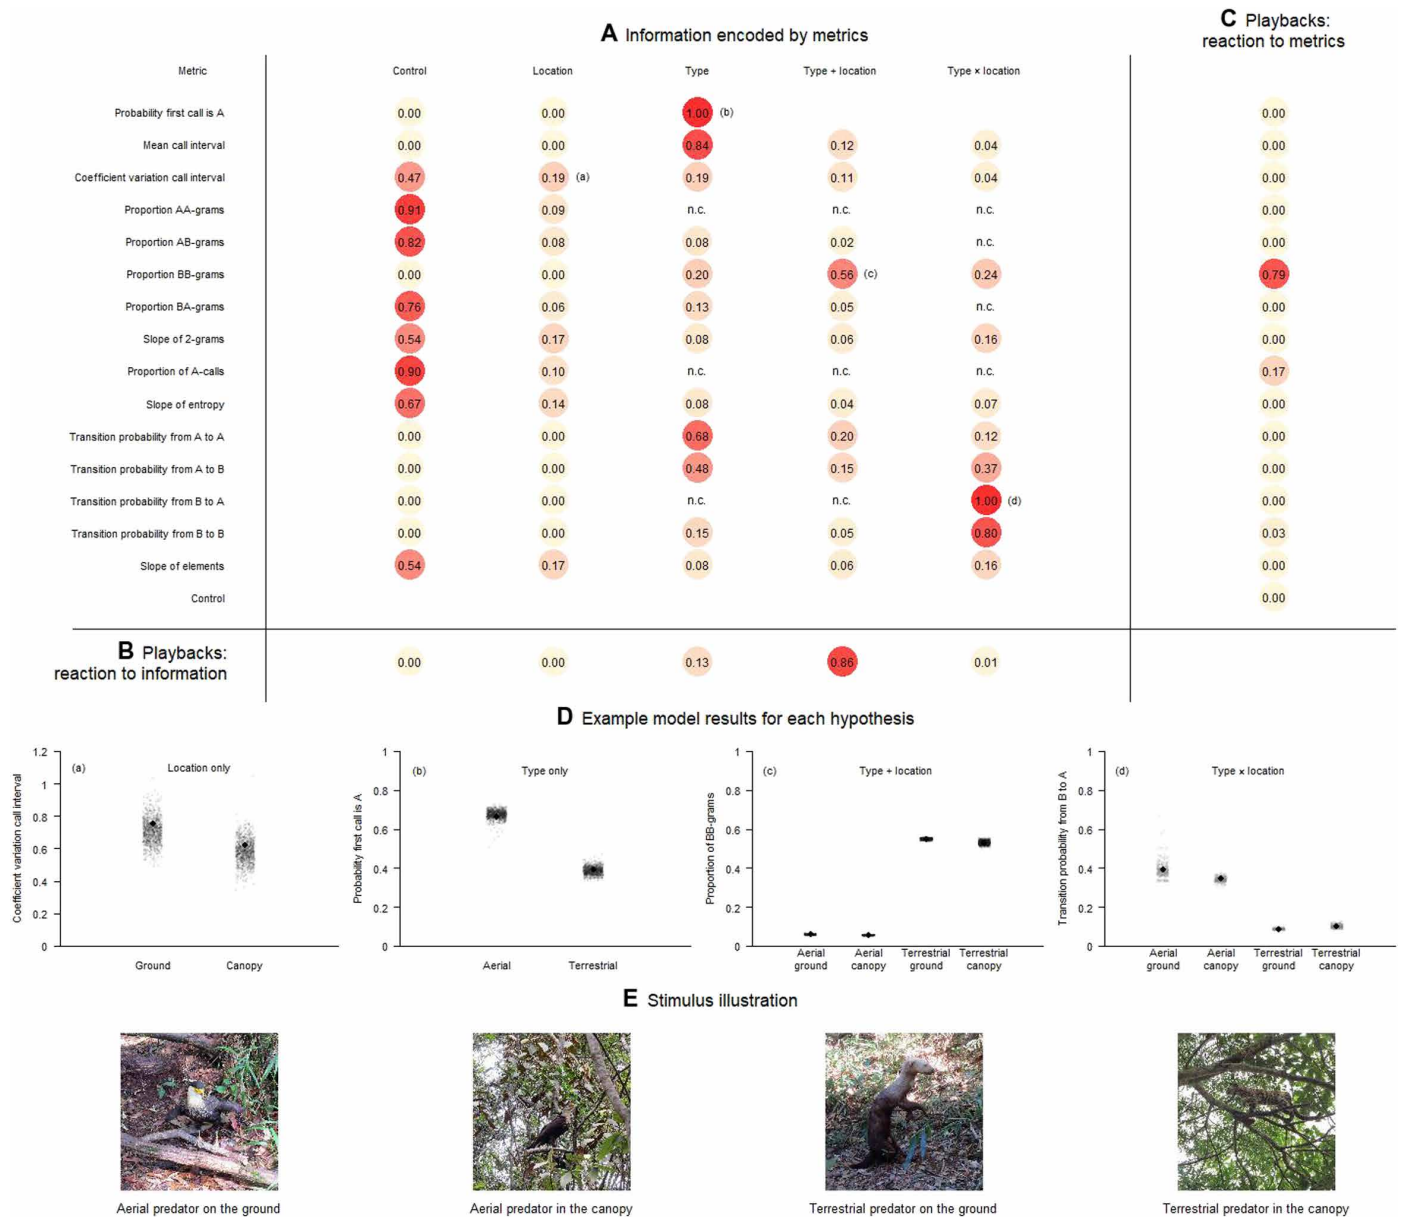 A Information encoded by metrics
C Playbacks:
reaction to metrics
Metric Control Location Type Type + location Type × location
Probability first call is A 0.00 0.00 1.00 (b) 0.00
Mean call interval 0.00 0.00 0.84 0.12 0.04 0.00
Coefficient variation call interval 0.47 0.19 (a) 0.19 0.11 0.04 0.00
Proportion AA-grams 0.91 0.09 n.c. n.c. n.c. 0.00
Proportion AB-grams 0.82 0.08 0.08 0.02 n.c. 0.00
Proportion BB-grams 0.00 0.00 0.20 0.56 (c) 0.24 0.79
Proportion BA-grams 0.76 0.06 0.13 0.05 n.c. 0.00
Slope of 2-grams 0.54 0.17 0.08 0.06 0.16 0.00
Proportion of A-calls 0.90 0.10 n.c. n.c. n.c. 0.17
Slope of entropy 0.67 0.14 0.08 0.04 0.07 0.00
Transition probability from A to A 0.00 0.00 0.68 0.20 0.12 0.00
Transition probability from A to B 0.00 0.00 0.48 0.15 0.37 0.00
Transition probability from B to A 0.00 0.00 n.c. n.c. 1.00 (d) 0.00
Transition probability from B to B 0.00 0.00 0.15 0.05 0.80 0.03
Slope of elements 0.54 0.17 0.08 0.06 0.16 0.00
Control 0.00
B Playbacks:
reaction to information
0.00 0.00 0.13 0.86 0.01
D Example model results for each hypothesis
(a) Location only
Coefficient variation call interval
1.2
1
0.8
0.6
0.4
0.2
0
Ground Canopy
(b) Type only
Probability first call is A
1
0.8
0.6
0.4
0.2
0
Aerial Terrestrial
(c) Type + location
Proportion of BB-grams
1
0.8
0.6
0.4
0.2
0
Aerial Aerial Terrestrial Terrestrial
ground canopy ground canopy
(d) Type × location
Transition probability from B to A
1
0.8
0.6
0.4
0.2
0
Aerial Aerial Terrestrial Terrestrial
ground canopy ground canopy
E Stimulus illustration
Aerial predator on the ground
Aerial predator in the canopy
Terrestrial predator on the ground
Terrestrial predator in the canopy